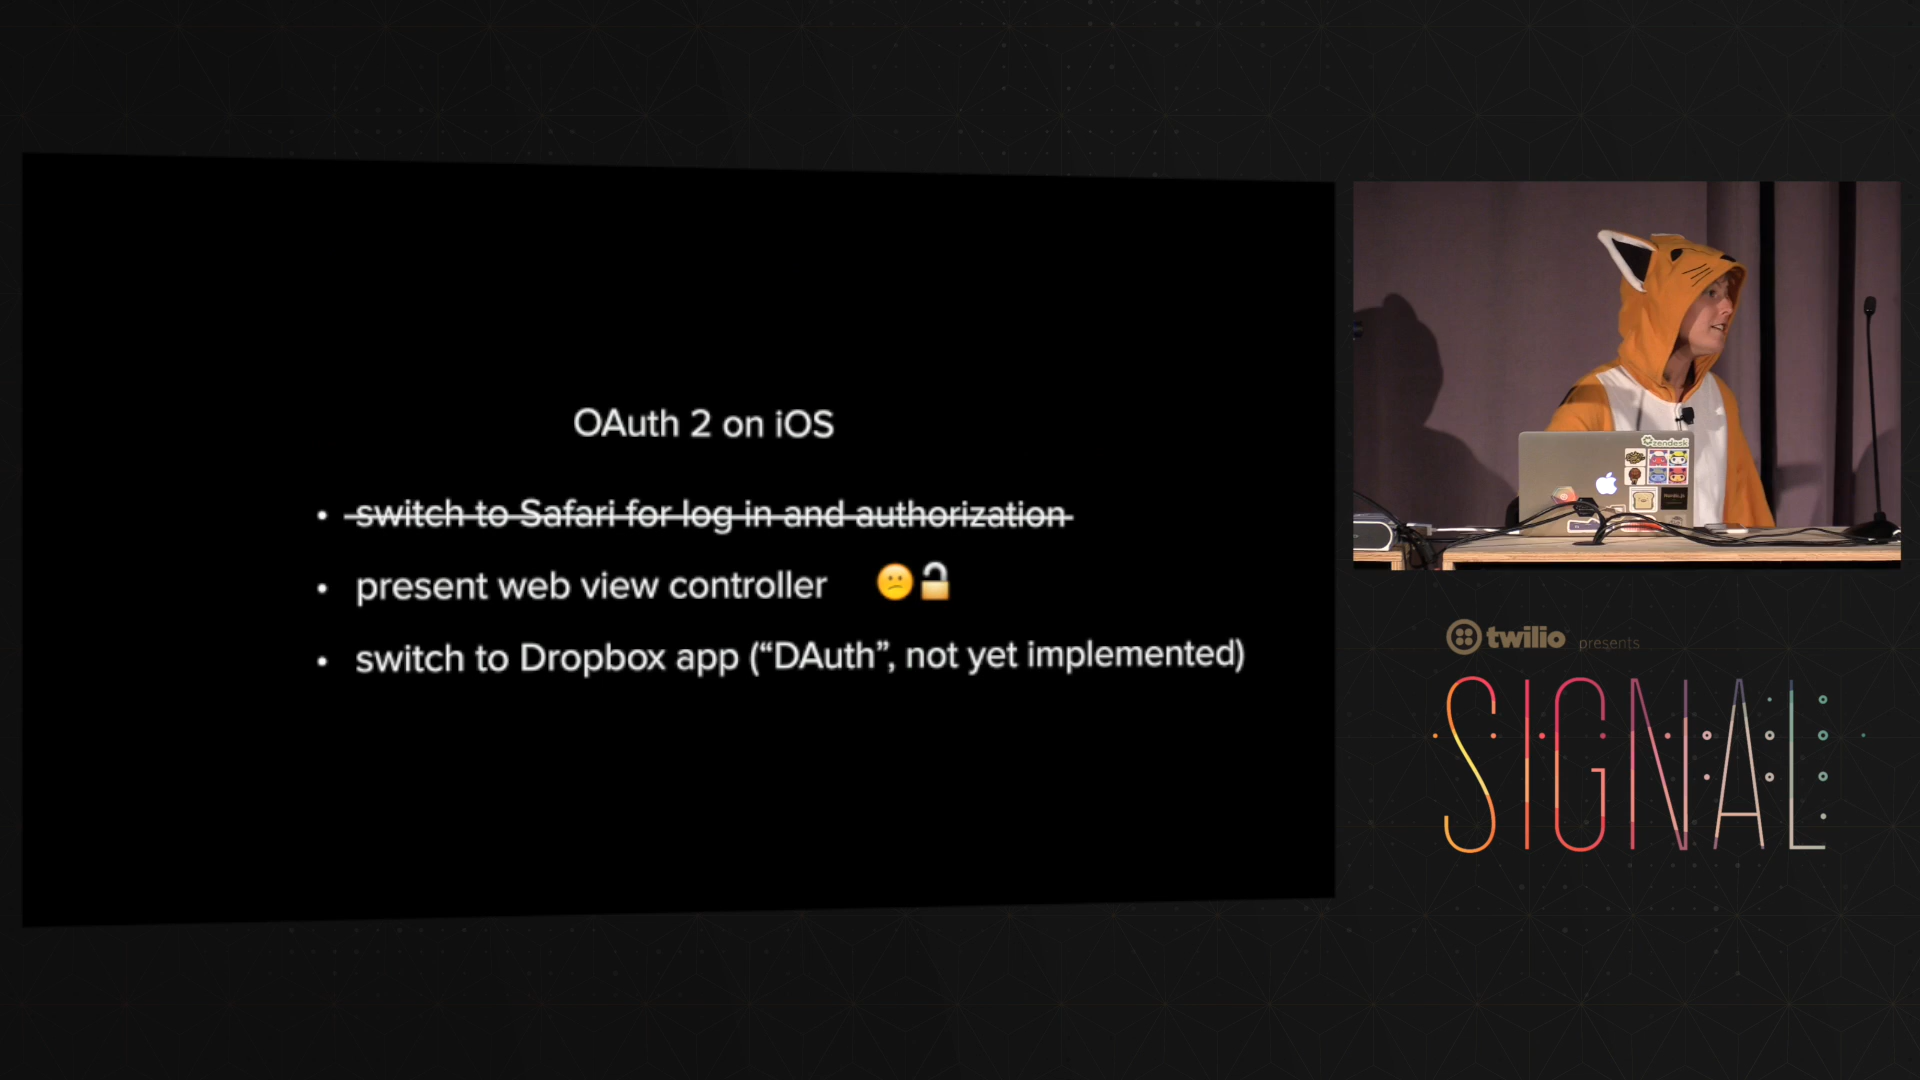 OAuth 2 on iOS
• switch to Safari for log in and authorization
• present web view controller 😕🔓
• switch to Dropbox app (“DAuth”, not yet implemented)
zendesk
twilio presents
SIGNAL